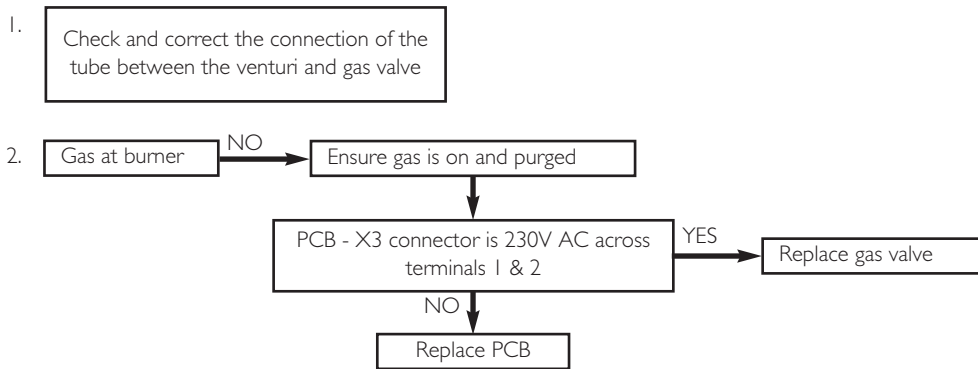 1.
Check and correct the connection of the
tube between the venturi and gas valve
2.
Gas at burner
NO
Ensure gas is on and purged
PCB - X3 connector is 230V AC across
terminals 1 & 2
YES
Replace gas valve
NO
Replace PCB